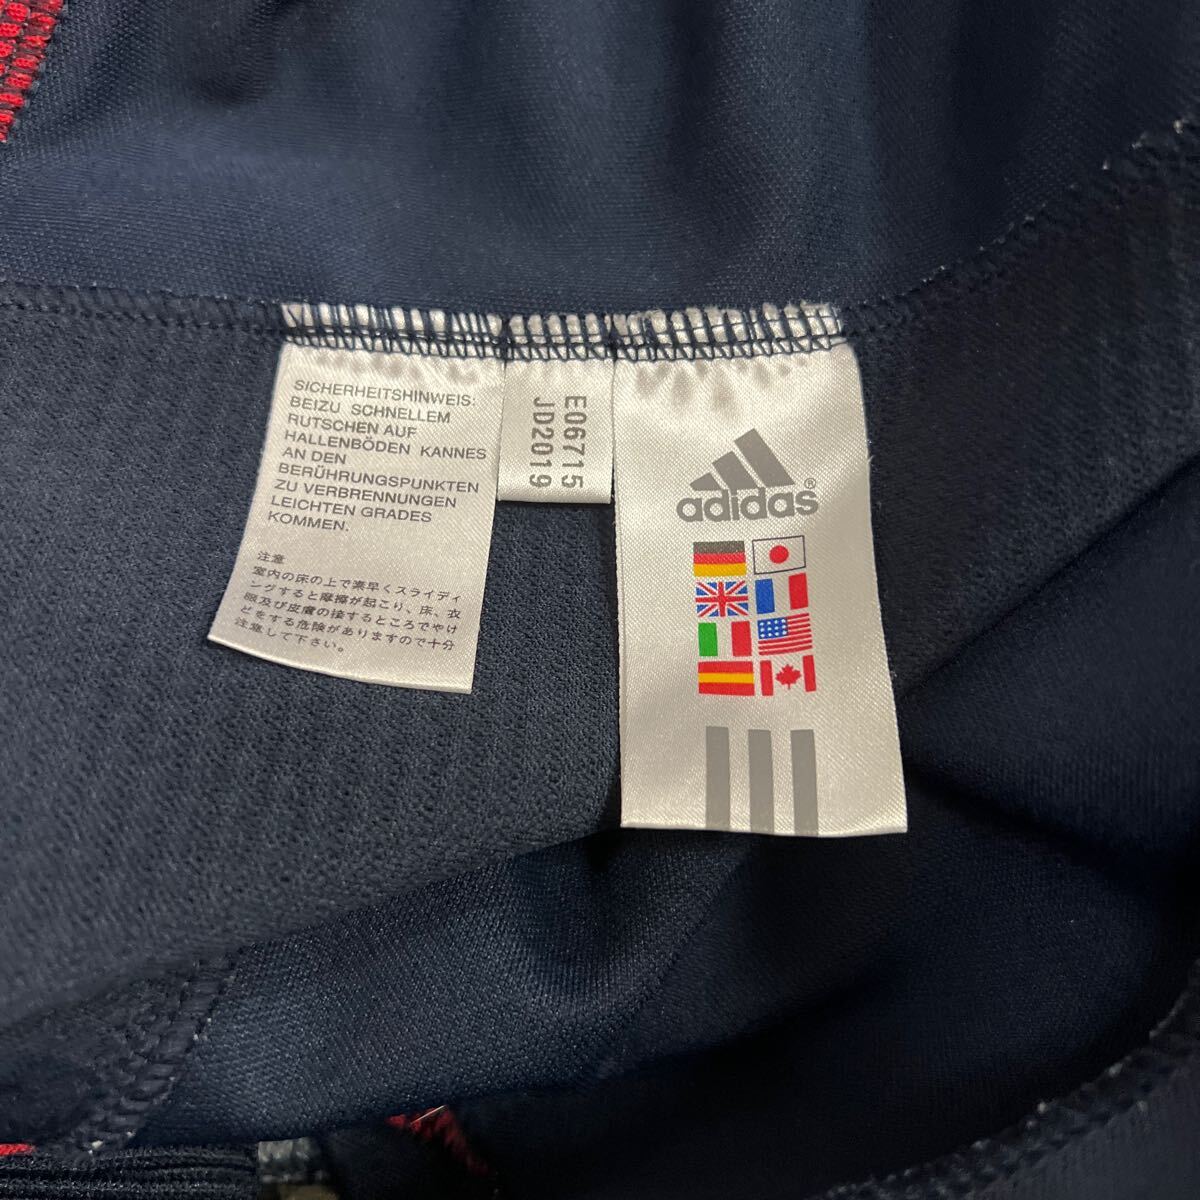 SICHERHEITSHINWEIS:
BEIZU SCHNELLEM
RUTSCHEN AUF
HALLENBÖDEN KANNES
AN DEN
BERÜHRUNGSPUNKTEN
ZU VERBRENNUNGEN
LEICHTEN GRADES
KOMMEN.
注意
室内の床の上で素早くスライディ
ングすると摩擦が起こり、床、衣
服及び皮膚の接するところでやけ
どをする危険がありますので十分
注意して下さい。
E06715
JD2019
adidas®